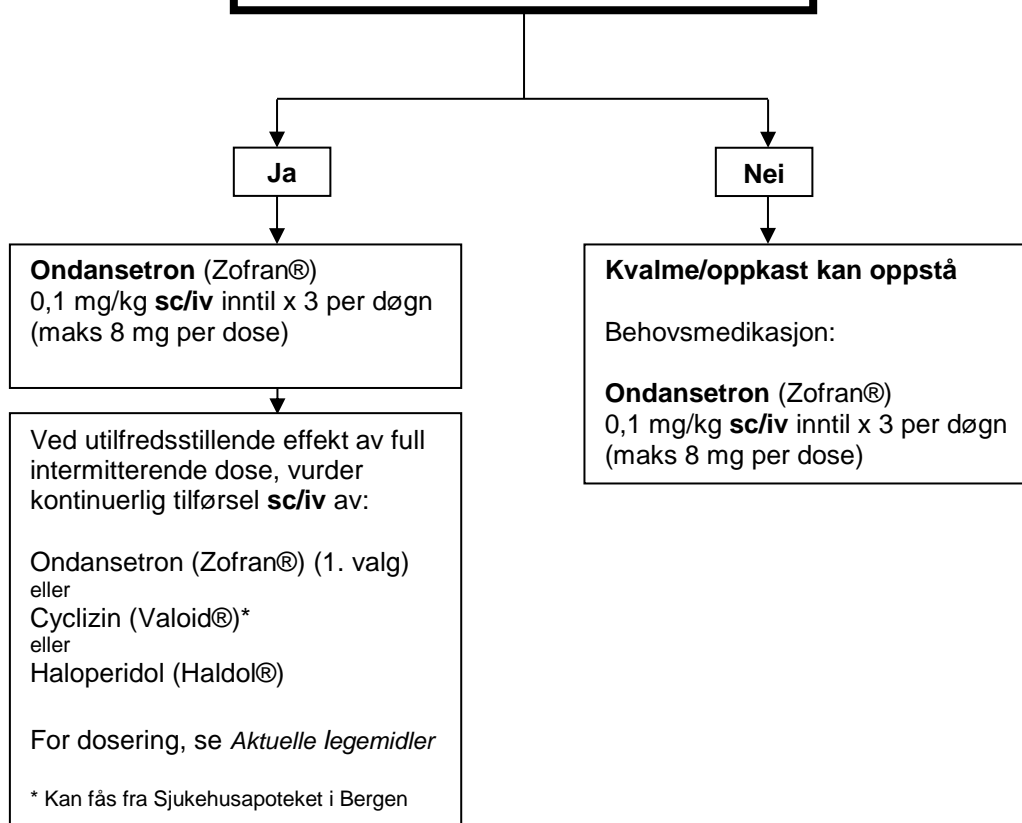 Ja
Ondansetron (Zofran®)
0,1 mg/kg sc/iv inntil x 3 per døgn
(maks 8 mg per dose)
Ved utilfredsstillende effekt av full
intermitterende dose, vurder
kontinuerlig tilførsel sc/iv av:
Ondansetron (Zofran®) (1. valg)
eller
Cyclizin (Valoid®)*
eller
Haloperidol (Haldol®)
For dosering, se Aktuelle legemidler
* Kan fås fra Sjukehusapoteket i Bergen
Nei
Kvalme/oppkast kan oppstå
Behovsmedikasjon:
Ondansetron (Zofran®)
0,1 mg/kg sc/iv inntil x 3 per døgn
(maks 8 mg per dose)